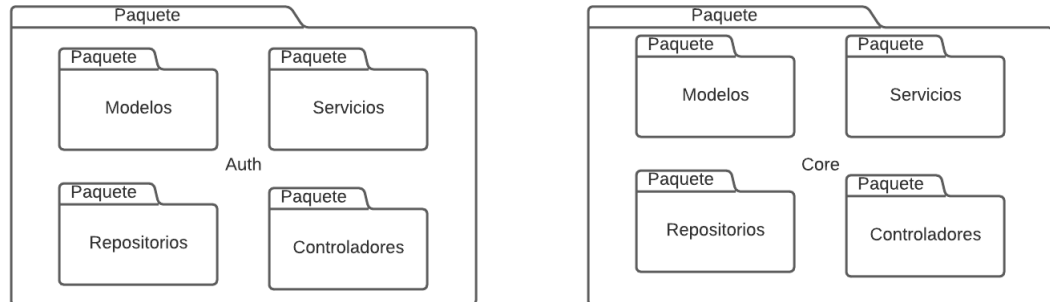 Paquete
Paquete
Modelos
Paquete
Servicios
Auth
Paquete
Repositorios
Paquete
Controladores
Paquete
Paquete
Modelos
Paquete
Servicios
Core
Paquete
Repositorios
Paquete
Controladores